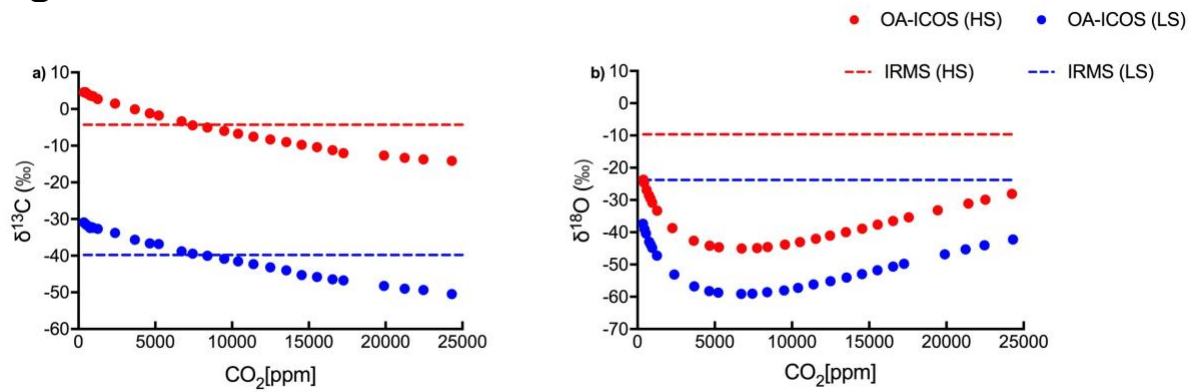 OA-ICOS (HS) OA-ICOS (LS)
IRMS (HS) IRMS (LS)
a)
10
0
-10
-20
-30
-40
-50
-60
δ¹³C (‰)
0 5000 10000 15000 20000 25000
CO₂[ppm]
b)
10
0
-10
-20
-30
-40
-50
-60
-70
δ¹⁸O (‰)
0 5000 10000 15000 20000 25000
CO₂[ppm]